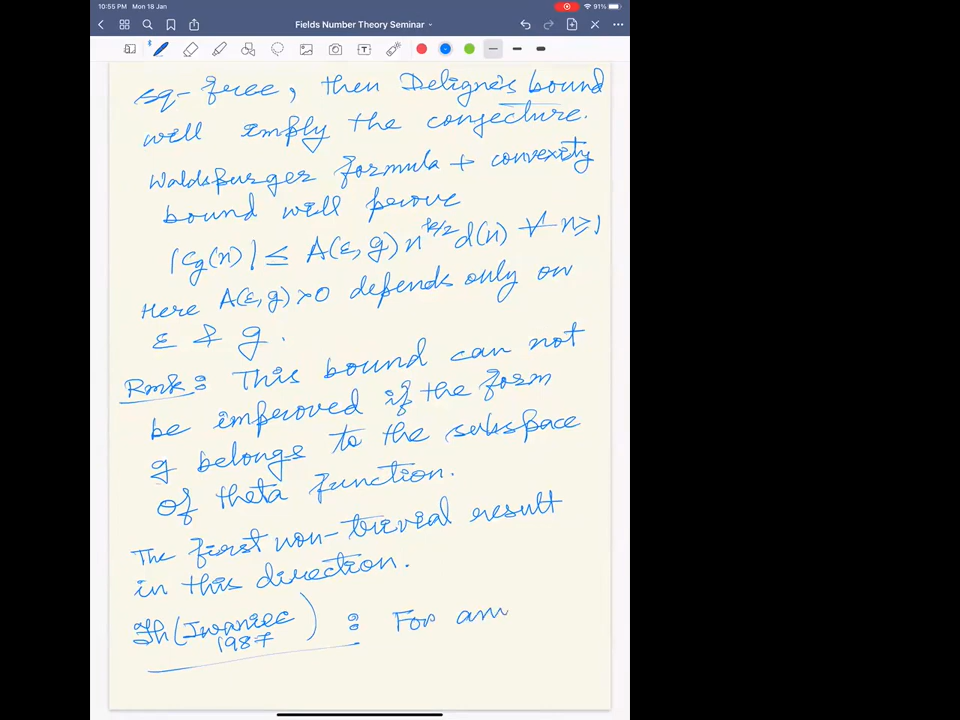 10:55 PM Mon 18 Jan
91%
Fields Number Theory Seminar
sq-free, then Deligne's bound
will imply the conjecture.
Waldspurger formula + convexity
bound will prove
|Cg(n)| ≤ A(ε, g) n^{k/2} d(n) ∀ n≥1
Here A(ε, g) > 0 depends only on
ε & g.
Rmk: This bound can not
be improved if the form
g belongs to the subspace
of theta function.
The first non-trivial result
in this direction.
Th (Iwaniec
1987) : For any